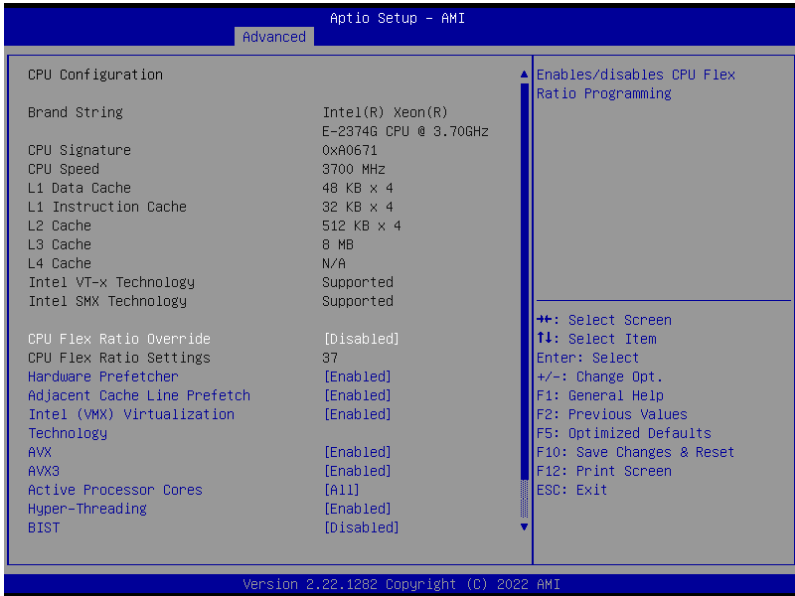 Aptio Setup – AMI
Advanced
CPU Configuration
Brand String Intel(R) Xeon(R)
E-2374G CPU @ 3.70GHz
CPU Signature 0xA0671
CPU Speed 3700 MHz
L1 Data Cache 48 KB x 4
L1 Instruction Cache 32 KB x 4
L2 Cache 512 KB x 4
L3 Cache 8 MB
L4 Cache N/A
Intel VT-x Technology Supported
Intel SMX Technology Supported
CPU Flex Ratio Override [Disabled]
CPU Flex Ratio Settings 37
Hardware Prefetcher [Enabled]
Adjacent Cache Line Prefetch [Enabled]
Intel (VMX) Virtualization [Enabled]
Technology
AVX [Enabled]
AVX3 [Enabled]
Active Processor Cores [All]
Hyper-Threading [Enabled]
BIST [Disabled]
Enables/disables CPU Flex
Ratio Programming
→←: Select Screen
↑↓: Select Item
Enter: Select
+/-: Change Opt.
F1: General Help
F2: Previous Values
F5: Optimized Defaults
F10: Save Changes & Reset
F12: Print Screen
ESC: Exit
Version 2.22.1282 Copyright (C) 2022 AMI